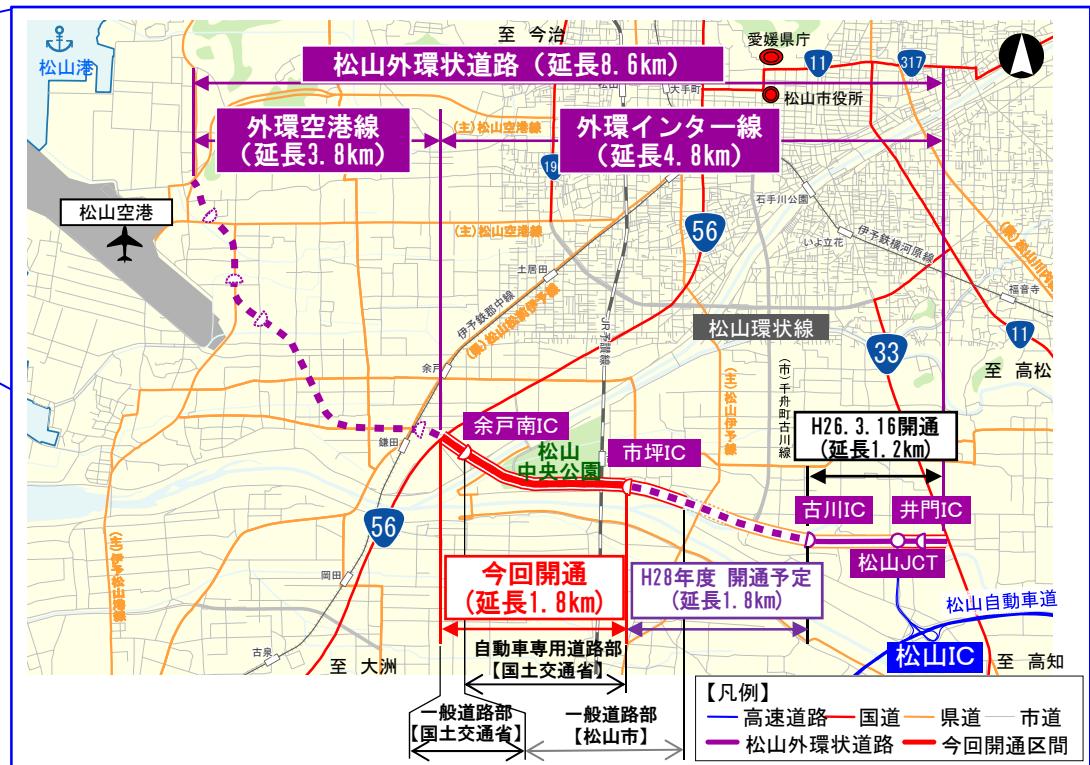 至 今治
愛媛県庁
松山港
松山外環状道路（延長8.6km）
11
317
松山
大手町
松山市役所
外環空港線
（延長3.8km）
(主)松山空港線
外環インター線
（延長4.8km）
石手川公園
松山空港
(主)松山空港線
56
いよ立花
伊予鉄横河原線
土居田
福音寺
伊予鉄郡中線
JR予讃線
松山環状線
11
33
至 高松
余戸
(主)松山伊予線
(市)千舟町古川線
H26.3.16開通
(延長1.2km)
余戸南IC
松山
中央公園
市坪IC
鎌田
古川IC
井門IC
56
(主)伊予松山港線
松山JCT
今回開通
(延長1.8km)
H28年度 開通予定
(延長1.8km)
岡田
松山自動車道
自動車専用道路部
【国土交通省】
古泉
至 大洲
松山IC
至 高知
一般道路部
【国土交通省】
一般道路部
【松山市】
【凡例】
高速道路
国道
県道
市道
松山外環状道路
今回開通区間